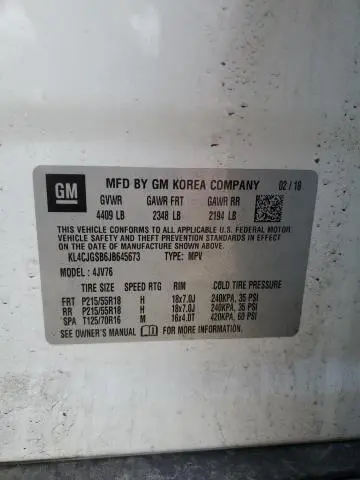 GM
MFD BY GM KOREA COMPANY 02/18
GVWR GAWR FRT GAWR RR
4409 LB 2348 LB 2194 LB
THIS VEHICLE CONFORMS TO ALL APPLICABLE U.S. FEDERAL MOTOR
VEHICLE SAFETY, BUMPER, AND THEFT PREVENTION STANDARDS IN EFFECT
ON THE DATE OF MANUFACTURE SHOWN ABOVE.
KL4CJGSB6JB645673 TYPE: MPV
MODEL: 4JV76
TIRE SIZE SPEED RTG RIM COLD TIRE PRESSURE
FRT P215/55R18 H 18x7.0J 240KPA, 35 PSI
RR P215/55R18 H 18x7.0J 240KPA, 35 PSI
SPA T125/70R16 M 16x4.0T 420KPA, 60 PSI
SEE OWNER'S MANUAL FOR ADDITIONAL INFORMATION.